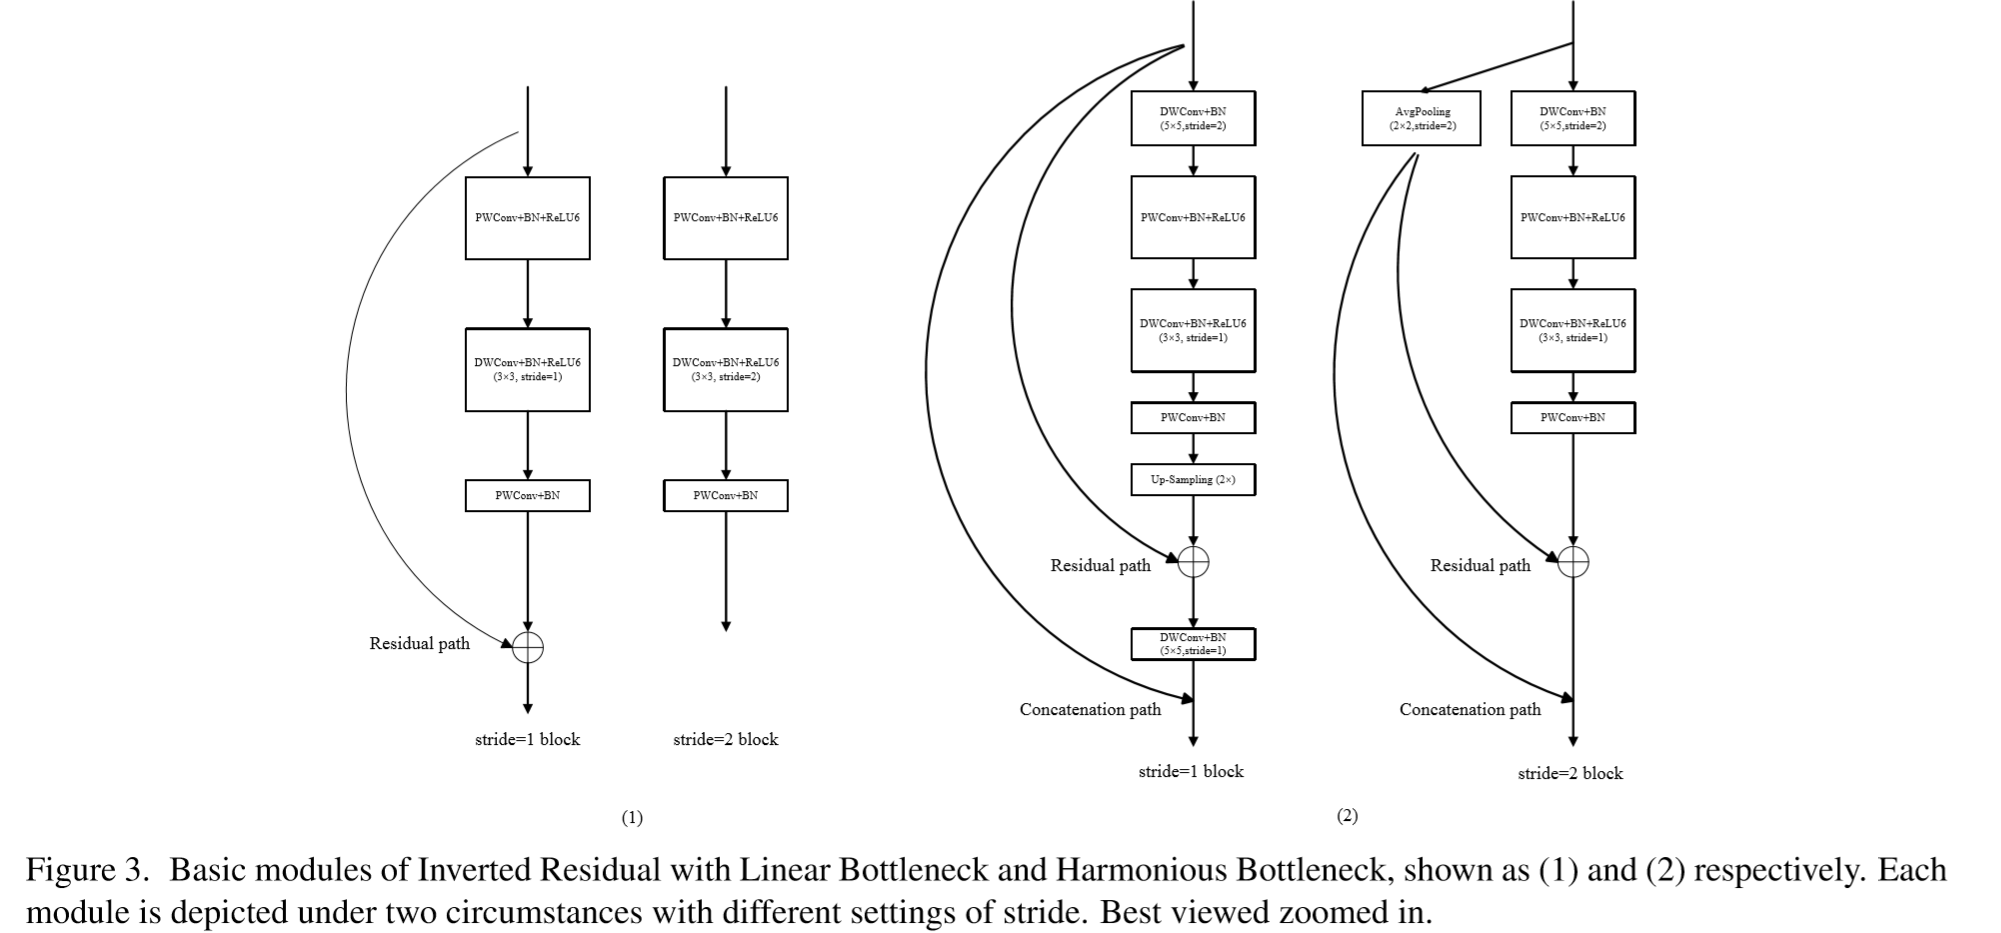 PWConv+BN+ReLU6
DWConv+BN+ReLU6
(3×3, stride=1)
PWConv+BN
Residual path
stride=1 block
PWConv+BN+ReLU6
DWConv+BN+ReLU6
(3×3, stride=2)
PWConv+BN
stride=2 block
(1)
DWConv+BN
(5×5,stride=2)
PWConv+BN+ReLU6
DWConv+BN+ReLU6
(3×3, stride=1)
PWConv+BN
Up-Sampling (2×)
Residual path
DWConv+BN
(5×5,stride=1)
Concatenation path
stride=1 block
AvgPooling
(2×2,stride=2)
DWConv+BN
(5×5,stride=2)
PWConv+BN+ReLU6
DWConv+BN+ReLU6
(3×3, stride=1)
PWConv+BN
Residual path
Concatenation path
stride=2 block
(2)
Figure 3. Basic modules of Inverted Residual with Linear Bottleneck and Harmonious Bottleneck, shown as (1) and (2) respectively. Each
module is depicted under two circumstances with different settings of stride. Best viewed zoomed in.